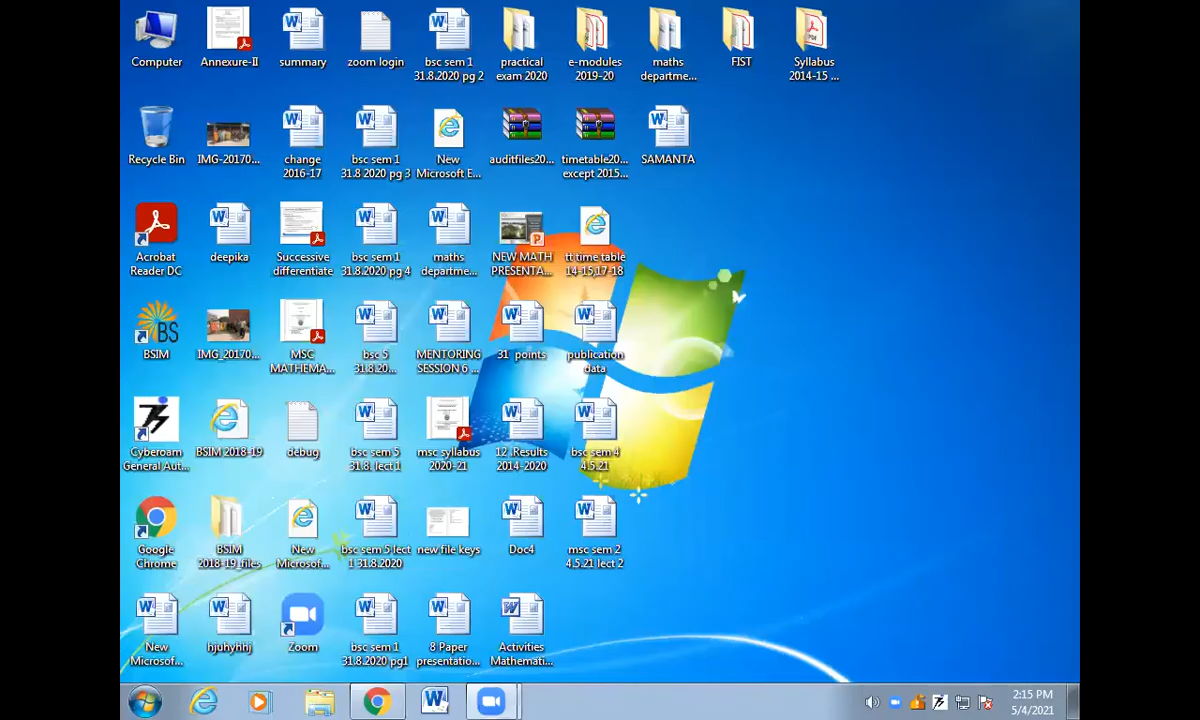 Computer
Annexure-II
summary
zoom login
bsc sem 1
31.8.2020 pg 2
practical
exam 2020
e-modules
2019-20
maths
departme...
FIST
Syllabus
2014-15 ...
Recycle Bin
IMG-20170...
change
2016-17
bsc sem 1
31.8 2020 pg 3
New
Microsoft E...
auditfiles20...
timetable20...
except 2015...
SAMANTA
Acrobat
Reader DC
deepika
Successive
differentiate
bsc sem 1
31.8.2020 pg 4
maths
departme...
NEW MATH
PRESENTA...
tt time table
14-15,17-18
BSIM
IMG_20170...
MSC
MATHEMA...
bsc 5
31.8.20...
MENTORING
SESSION 6 ...
31 points
publication
data
Cyberoam
General Aut...
BSIM 2018-19
debug
bsc sem 5
31.8. lect 1
msc syllabus
2020-21
12 .Results
2014-2020
bsc sem 4
4.5.21
Google
Chrome
BSIM
2018-19_files
New
Microsof...
bsc sem 5 lect
1 31.8.2020
new file keys
Doc4
msc sem 2
4.5.21 lect 2
New
Microsof...
hjuhyhhj
Zoom
bsc sem 1
31.8.2020 pg1
8 Paper
presentatio...
Activities
Mathemati...
2:15 PM
5/4/2021